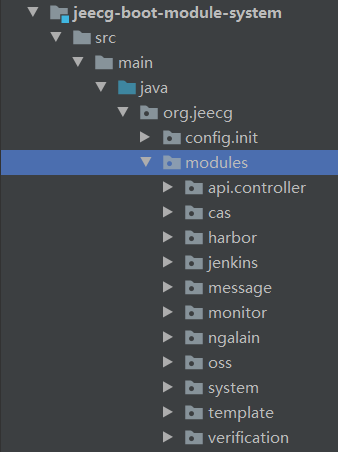 jeecg-boot-module-system
src
main
java
org.jeecg
config.init
modules
api.controller
cas
harbor
jenkins
message
monitor
ngalain
oss
system
template
verification